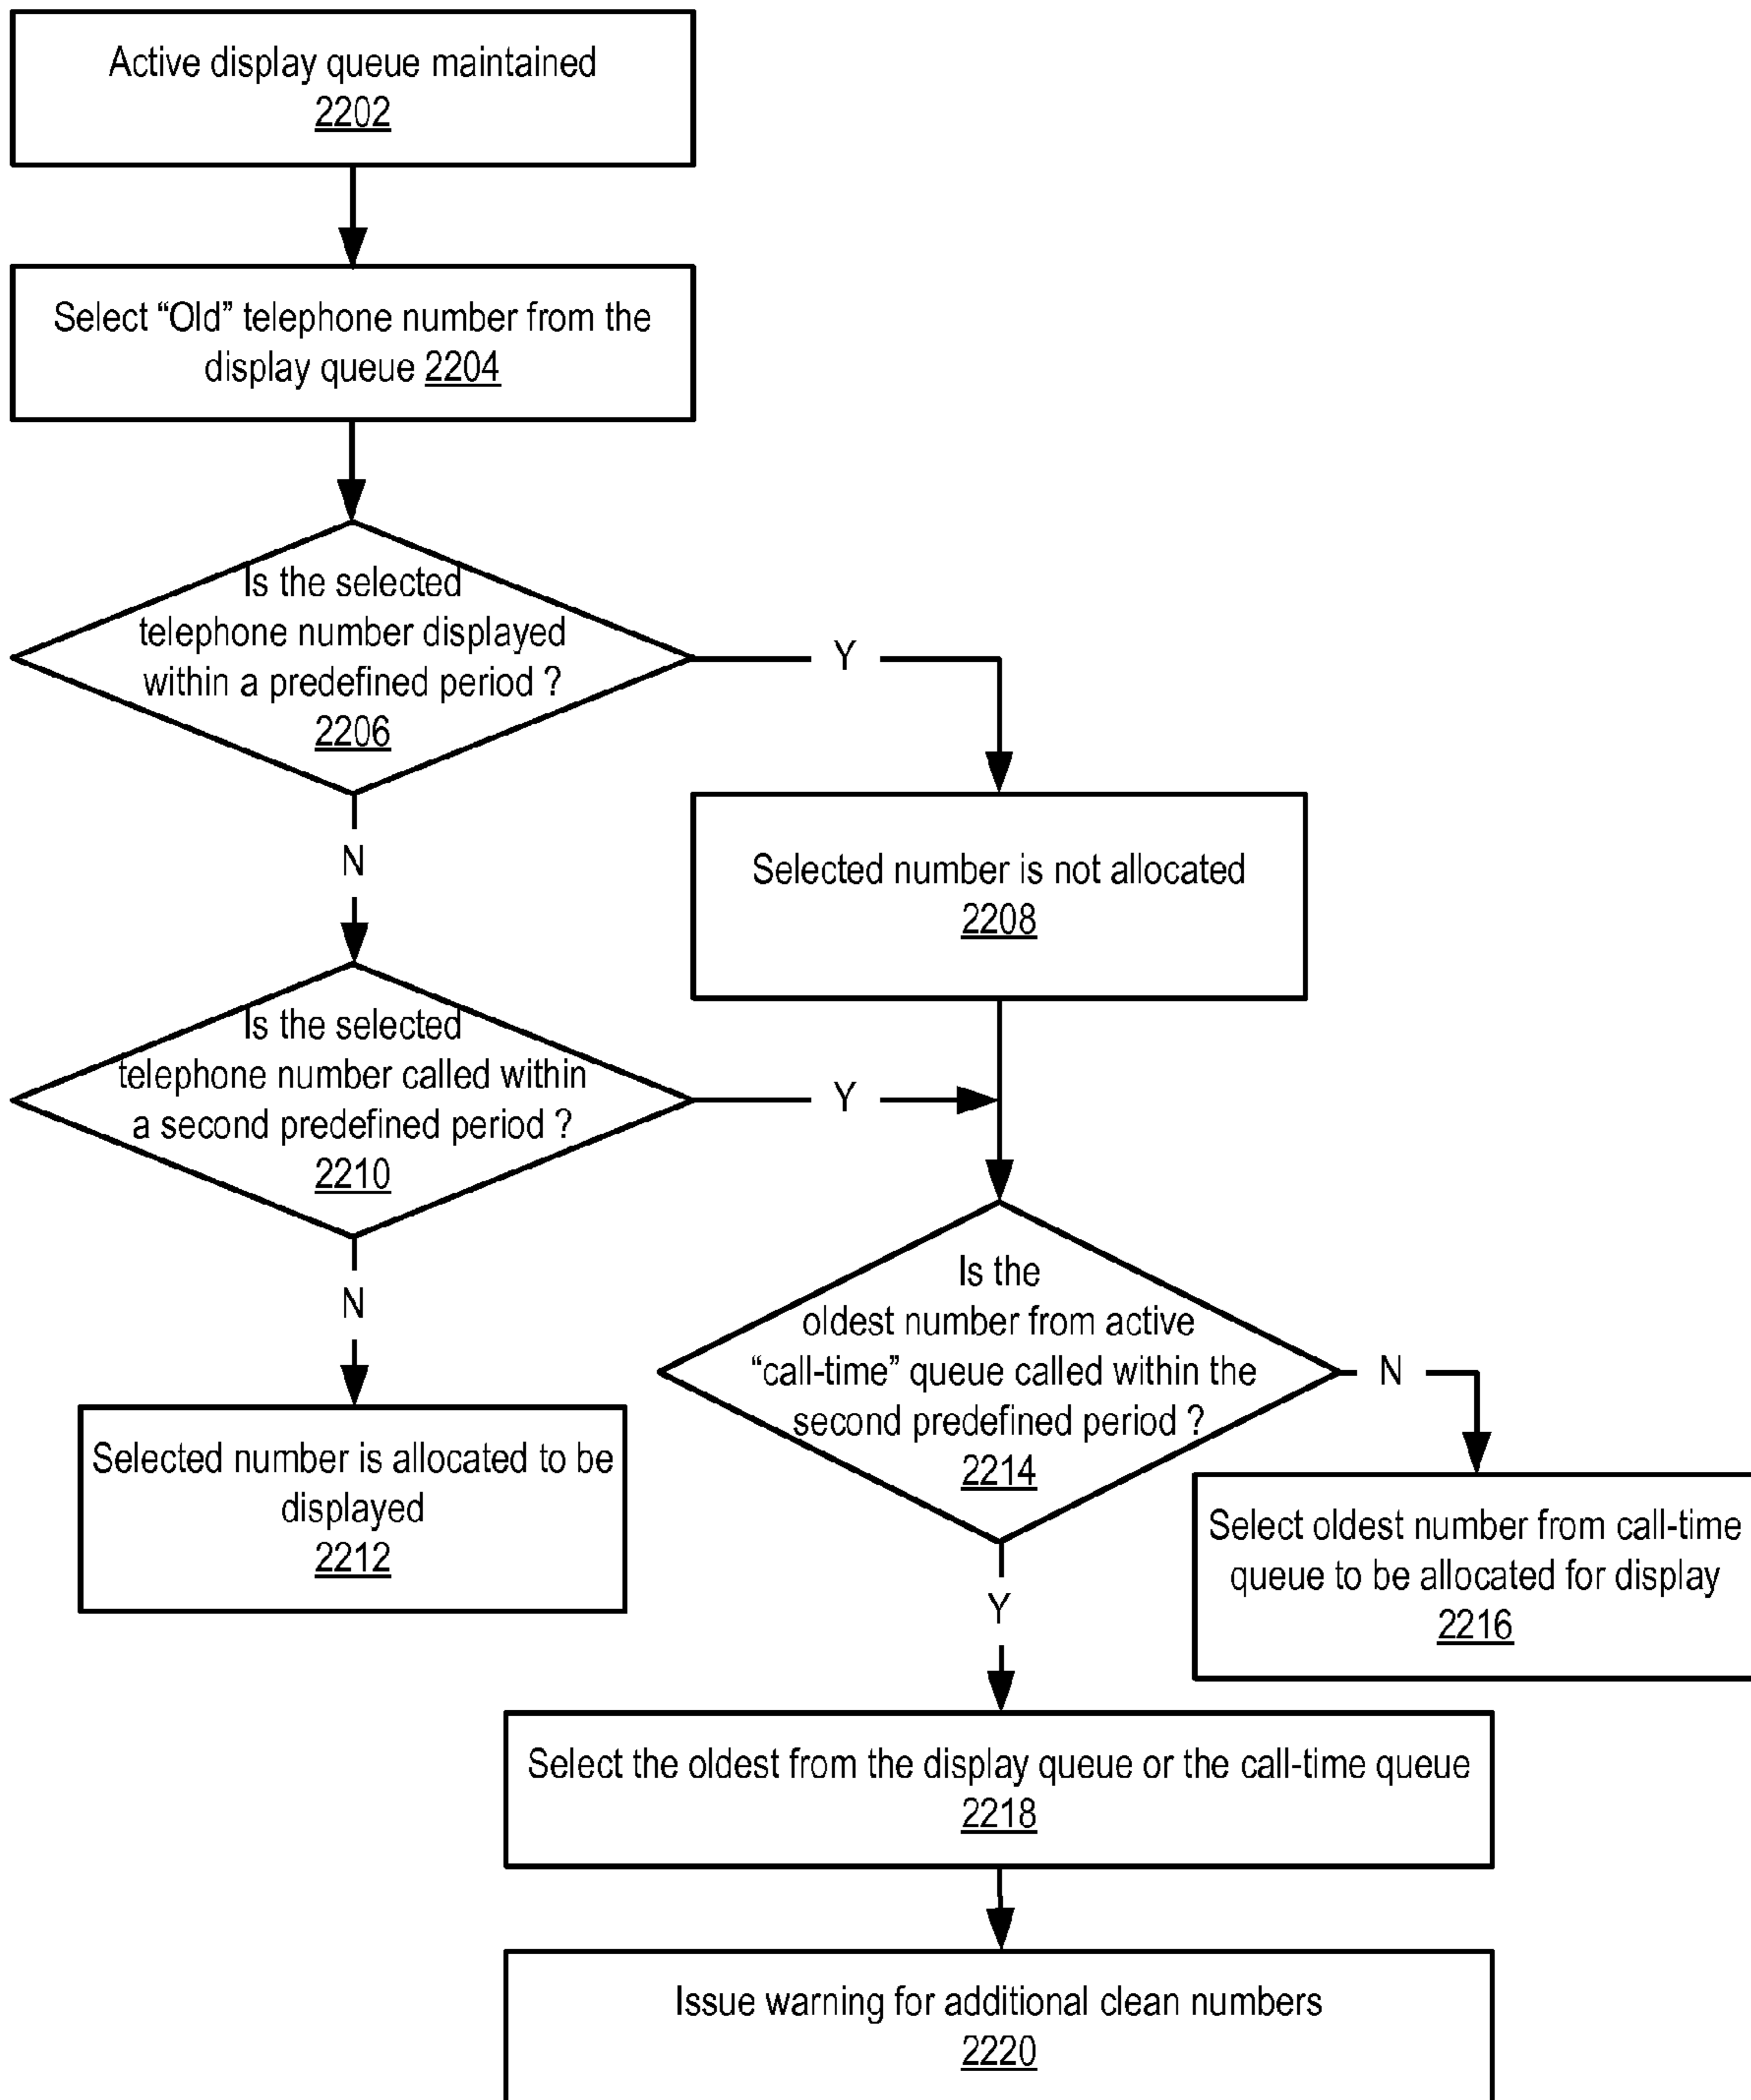 Active display queue maintained
2202
Select “Old” telephone number from the
display queue 2204
Is the selected
telephone number displayed
within a predefined period ?
2206
Y
N
Selected number is not allocated
2208
Is the selected
telephone number called within
a second predefined period ?
2210
Y
N
Selected number is allocated to be
displayed
2212
Is the
oldest number from active
“call-time” queue called within the
second predefined period ?
2214
N
Y
Select oldest number from call-time
queue to be allocated for display
2216
Select the oldest from the display queue or the call-time queue
2218
Issue warning for additional clean numbers
2220